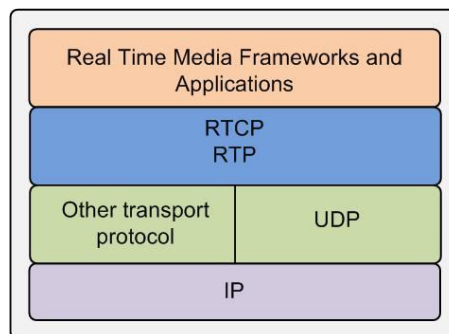 Real Time Media Frameworks and
Applications
RTCP
RTP
Other transport
protocol
UDP
IP